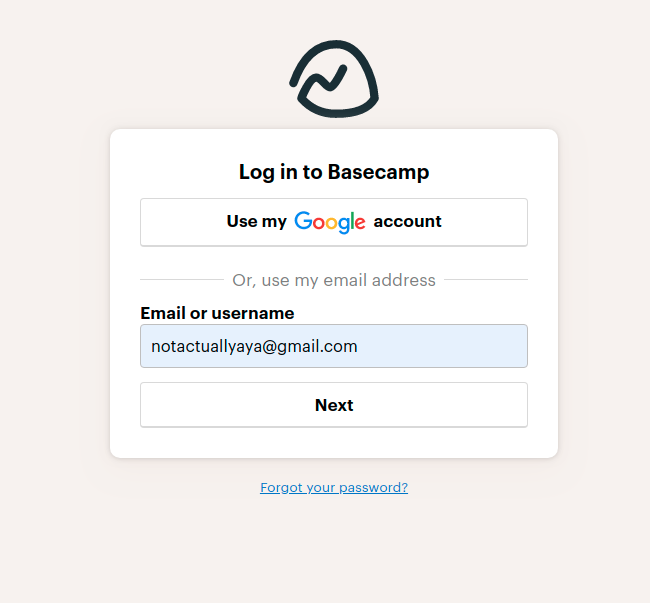 Log in to Basecamp
Use my Google account
Or, use my email address
Email or username
notactuallyaya@gmail.com
Next
Forgot your password?